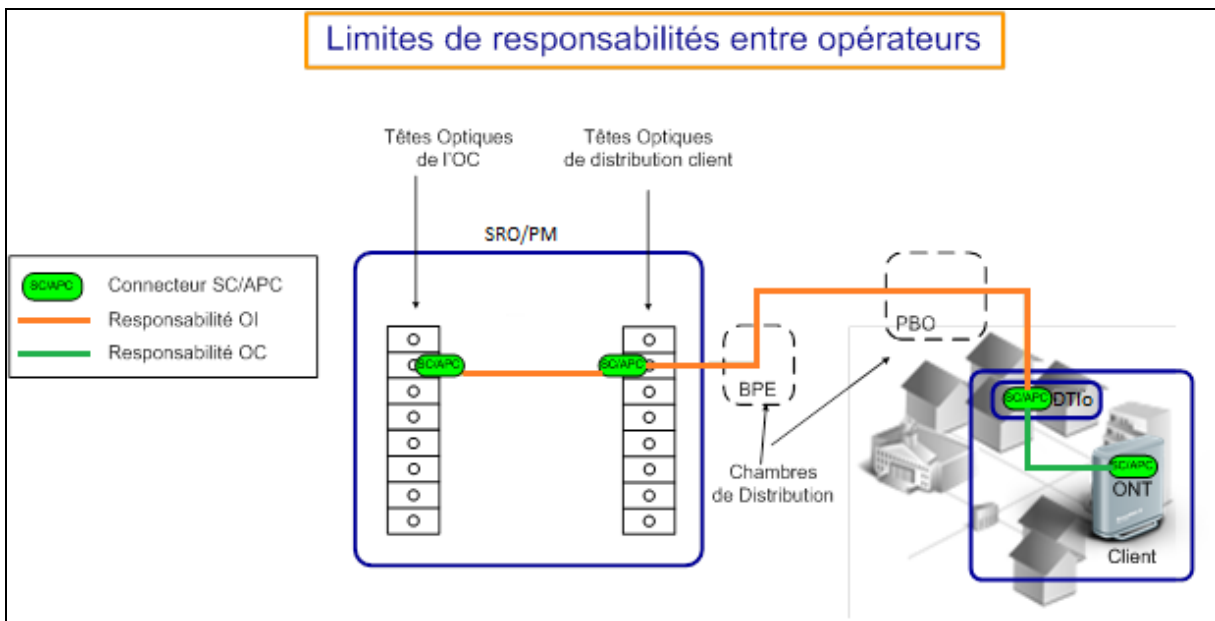 Limites de responsabilités entre opérateurs
Têtes Optiques
de l'OC
Têtes Optiques
de distribution client
SRO/PM
SC/APC
Connecteur SC/APC
Responsabilité OI
Responsabilité OC
SC/APC
SC/APC
BPE
PBO
SC/APC
DTIo
SC/APC
ONT
Chambres
de Distribution
Client